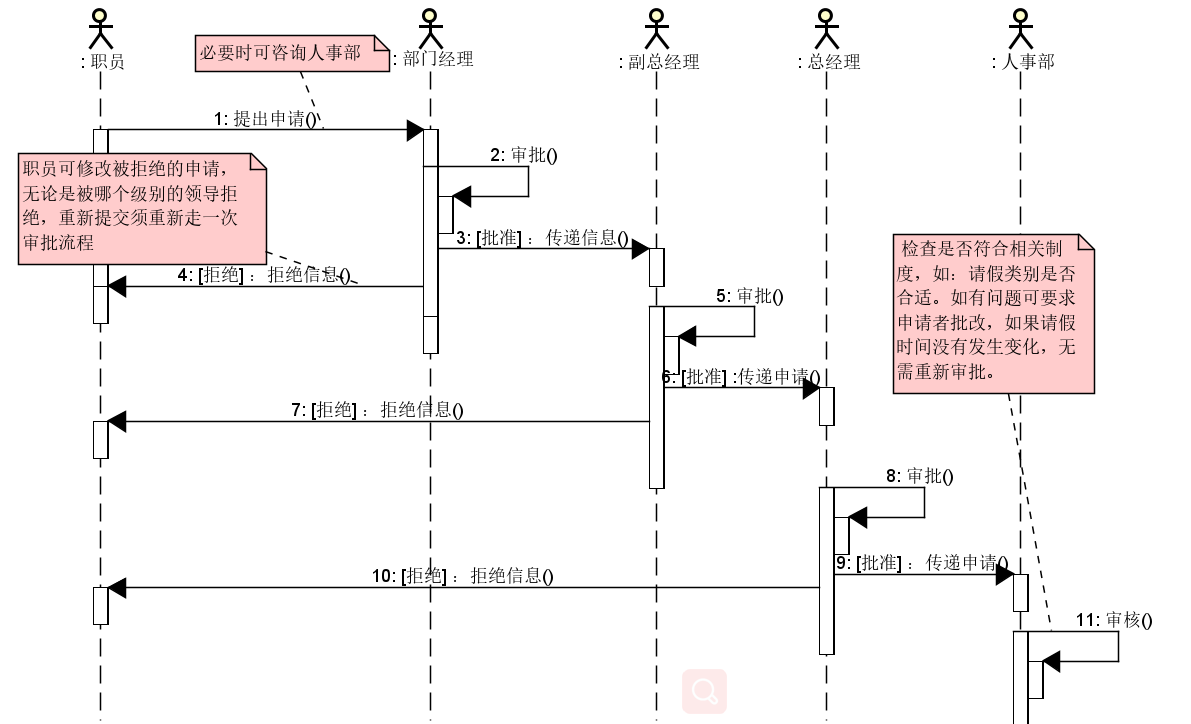 : 职员
: 部门经理
: 副总经理
: 总经理
: 人事部
必要时可咨询人事部
1: 提出申请()
2: 审批()
职员可修改被拒绝的申请，
无论是被哪个级别的领导拒
绝，重新提交须重新走一次
审批流程
3: [批准] ：传递信息()
4: [拒绝] ：拒绝信息()
检查是否符合相关制
度，如：请假类别是否
合适。如有问题可要求
申请者批改，如果请假
时间没有发生变化，无
需重新审批。
5: 审批()
6: [批准] :传递申请()
7: [拒绝] ：拒绝信息()
8: 审批()
9: [批准] ：传递申请()
10: [拒绝] ：拒绝信息()
11: 审核()